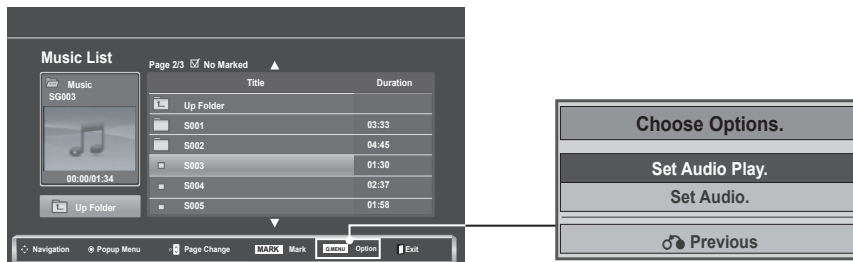 Music List
Page 2/3 No Marked
Music
SG003
00:00/01:34
Up Folder
Title Duration
Up Folder
S001 03:33
S002 04:45
S003 01:30
S004 02:37
S005 01:58
Navigation Popup Menu P Page Change MARK Mark Q.MENU Option Exit
Choose Options.
Set Audio Play.
Set Audio.
Previous